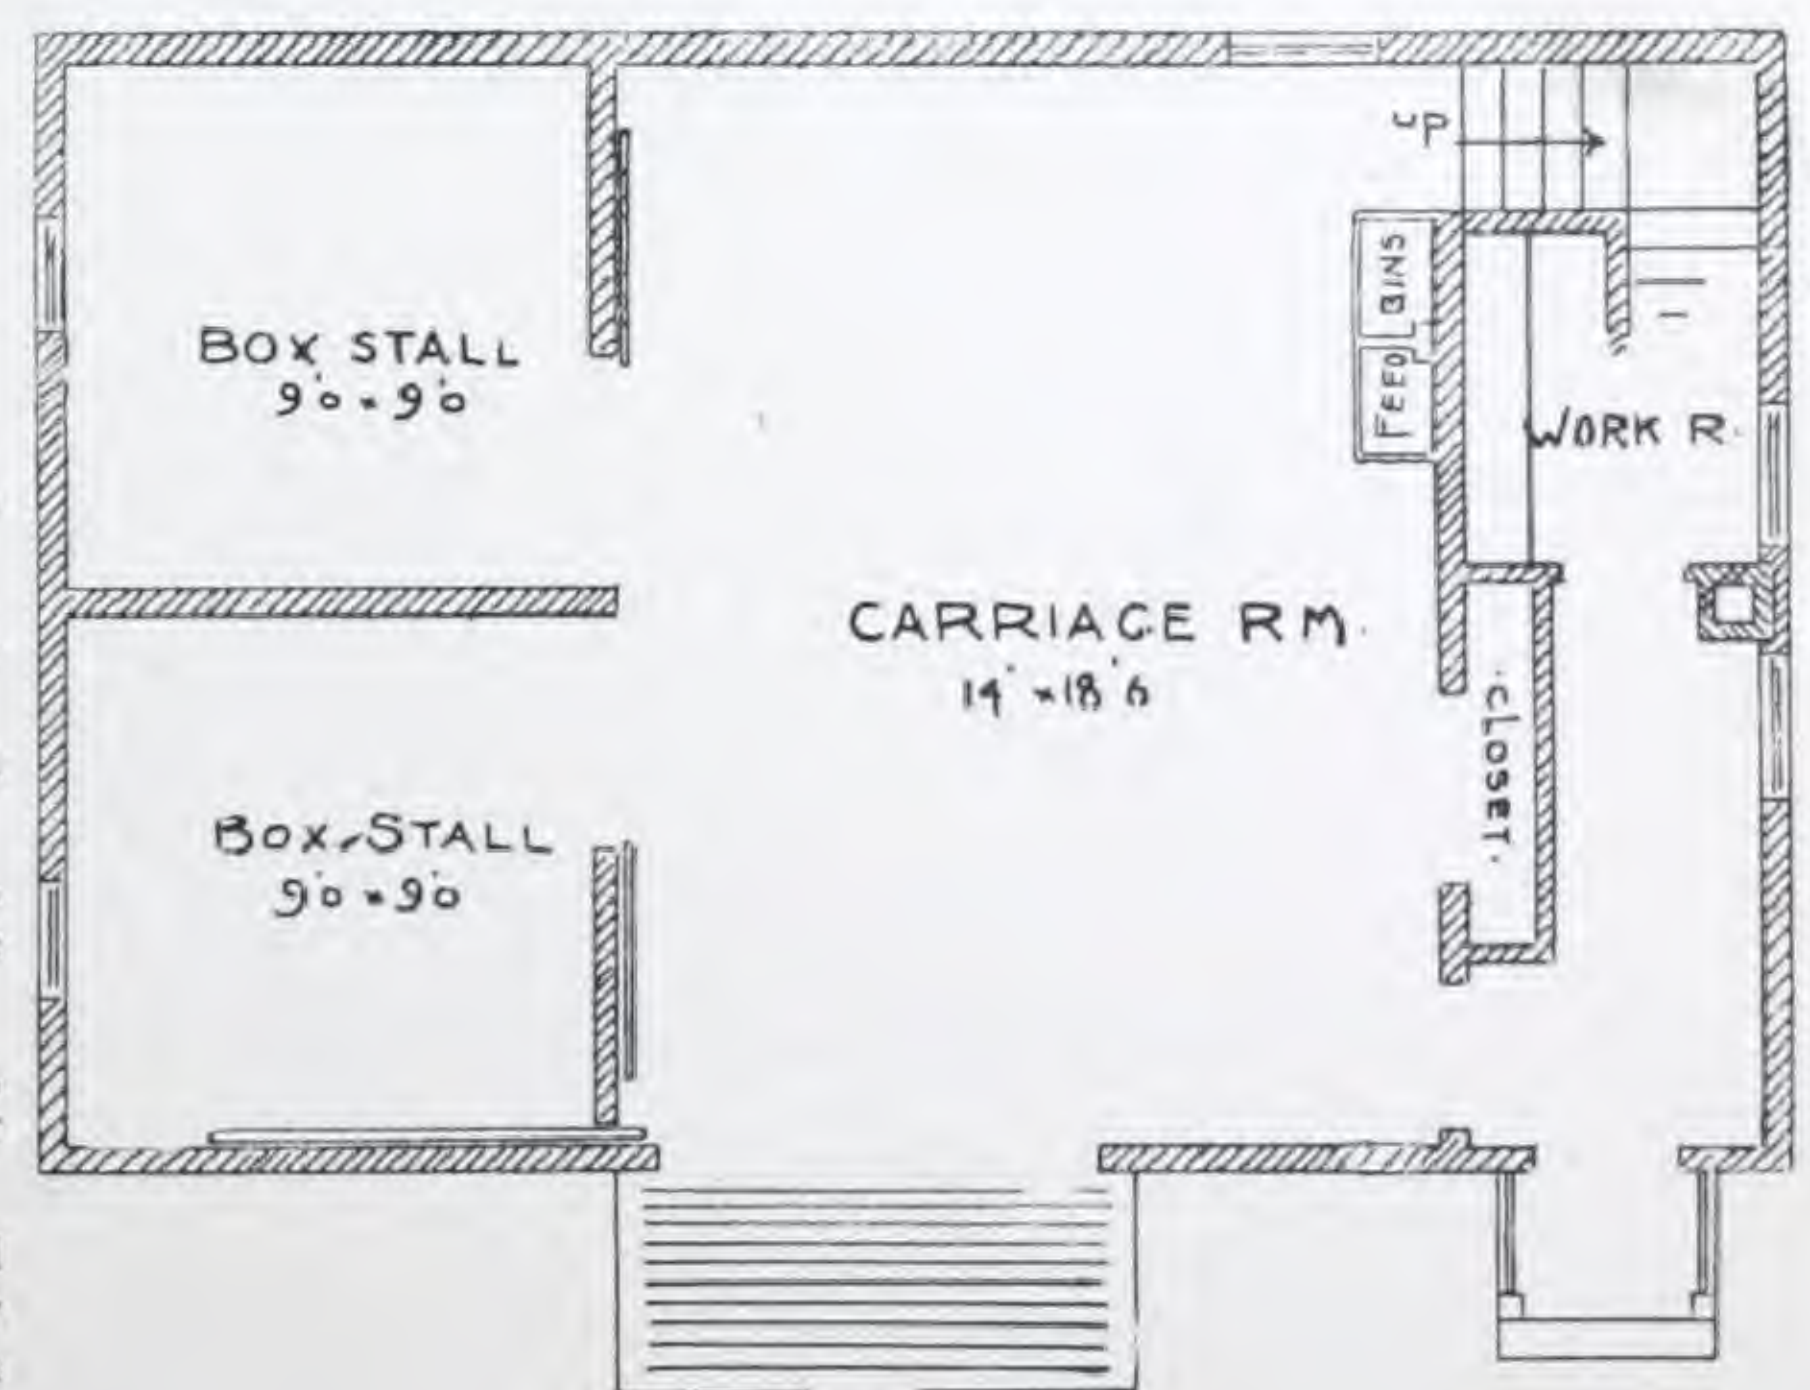 UP
FEED BINS
BOX STALL
9'0 × 9'0
WORK R.
CARRIAGE RM.
14' × 18'6
CLOSET.
BOX-STALL
9'0 × 9'0